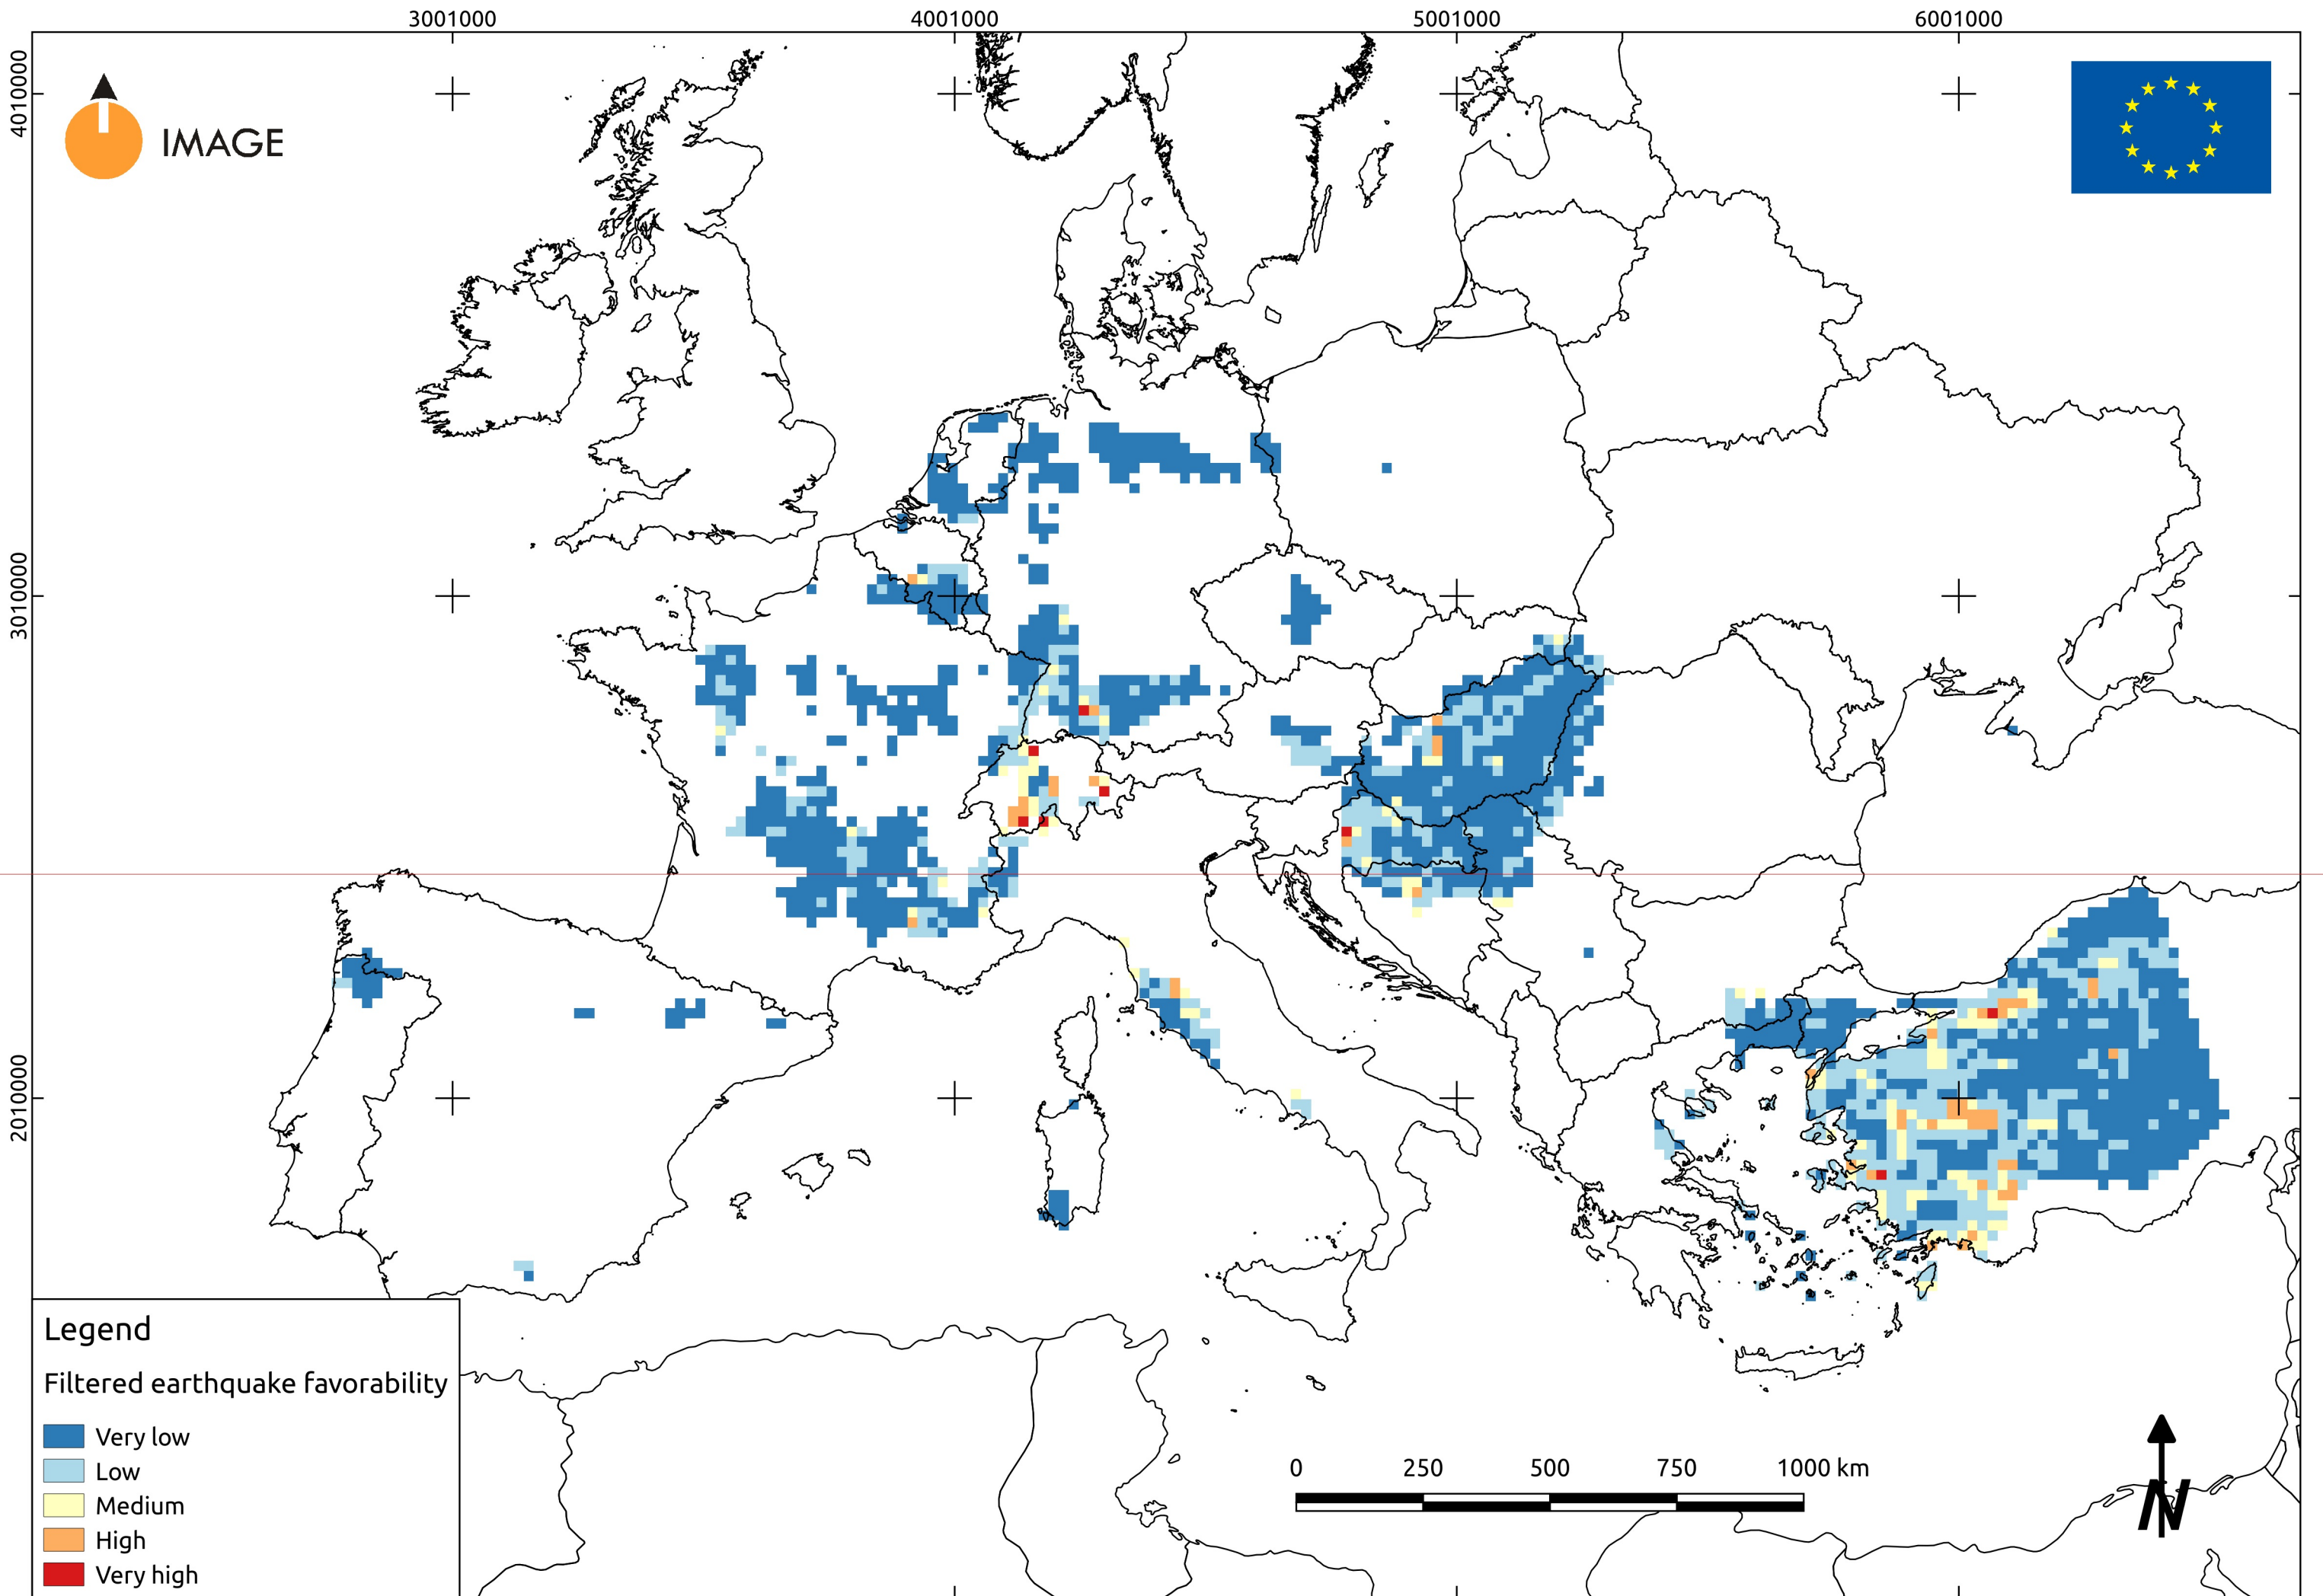 3001000 4001000 5001000 6001000
4010000
IMAGE
3010000
2010000
Legend
Filtered earthquake favorability
Very low
Low
Medium
High
Very high
0 250 500 750 1000 km
N